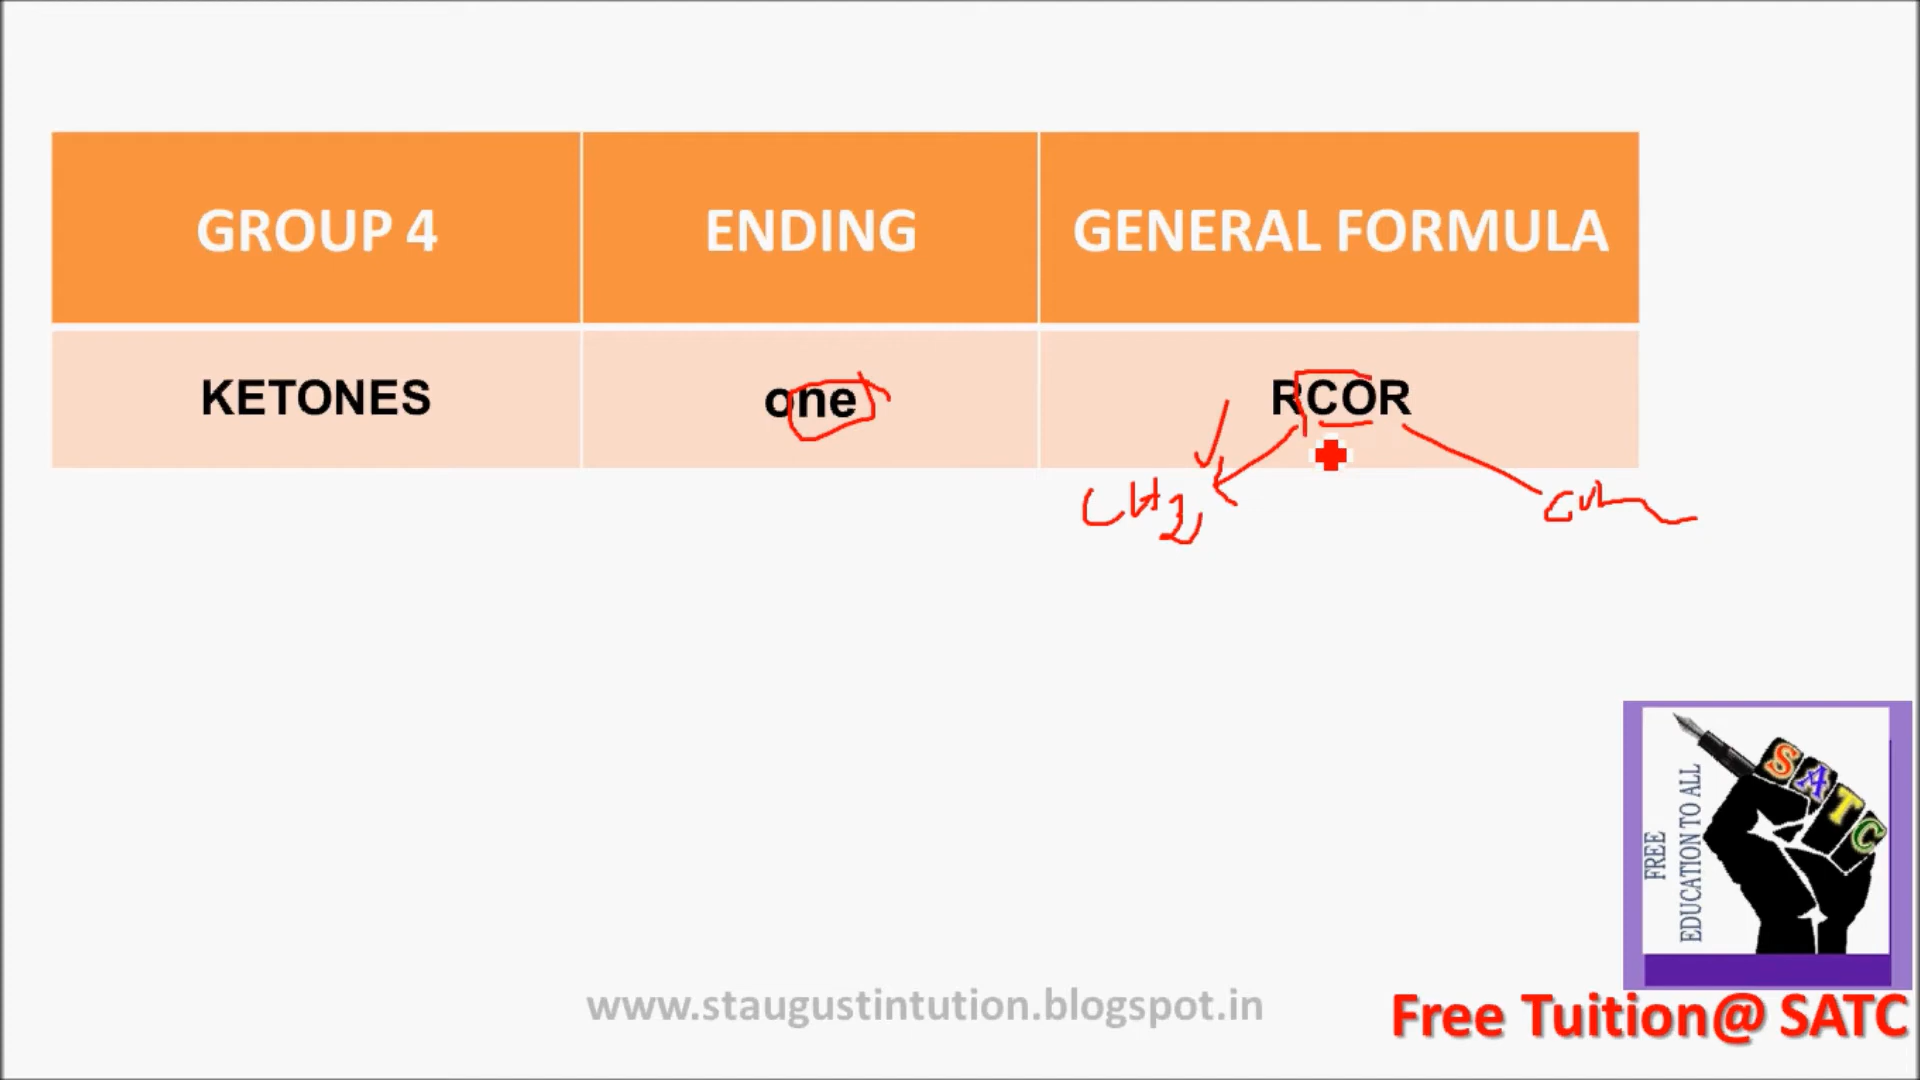 GROUP 4 ENDING GENERAL FORMULA
KETONES one RCOR
CH3
SATC
FREE
EDUCATION TO ALL
www.staugustintution.blogspot.in
Free Tuition@ SATC